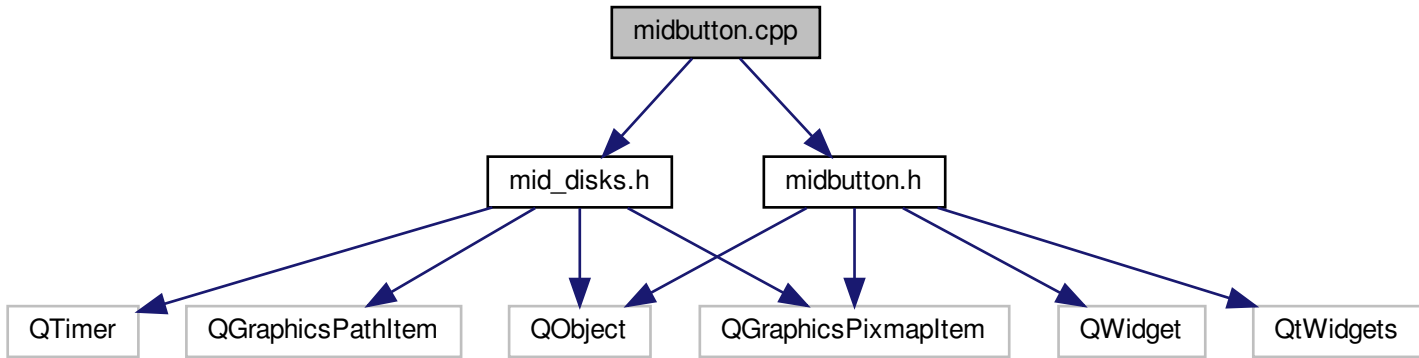 midbutton.cpp
mid_disks.h
midbutton.h
QTimer
QGraphicsPathItem
QObject
QGraphicsPixmapItem
QWidget
QtWidgets